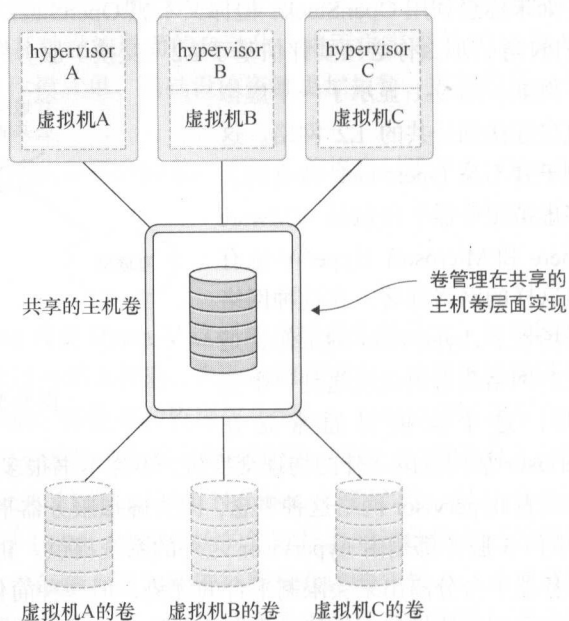 hypervisor
A
虚拟机A
hypervisor
B
虚拟机B
hypervisor
C
虚拟机C
共享的主机卷
卷管理在共享的
主机卷层面实现
虚拟机A的卷
虚拟机B的卷
虚拟机C的卷